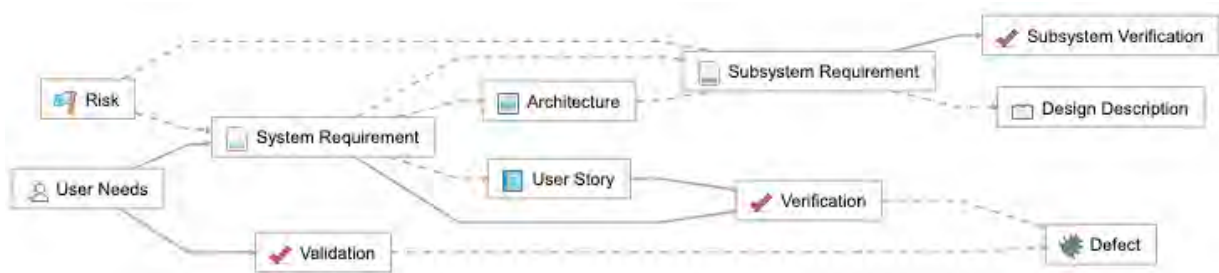 Subsystem Verification
Subsystem Requirement
Risk
Architecture
Design Description
System Requirement
User Needs
User Story
Verification
Validation
Defect